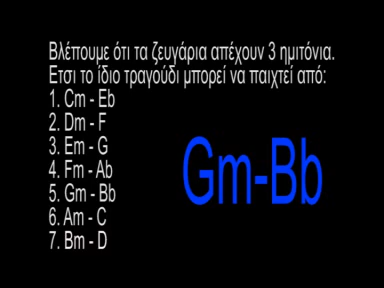 Βλέπουμε ότι τα ζευγάρια απέχουν 3 ημιτόνια.
Ετσι το ίδιο τραγούδι μπορεί να παιχτεί από:
1. Cm - Eb
2. Dm - F
3. Em - G
4. Fm - Ab
5. Gm - Bb
6. Am - C
7. Bm - D
Gm-Bb